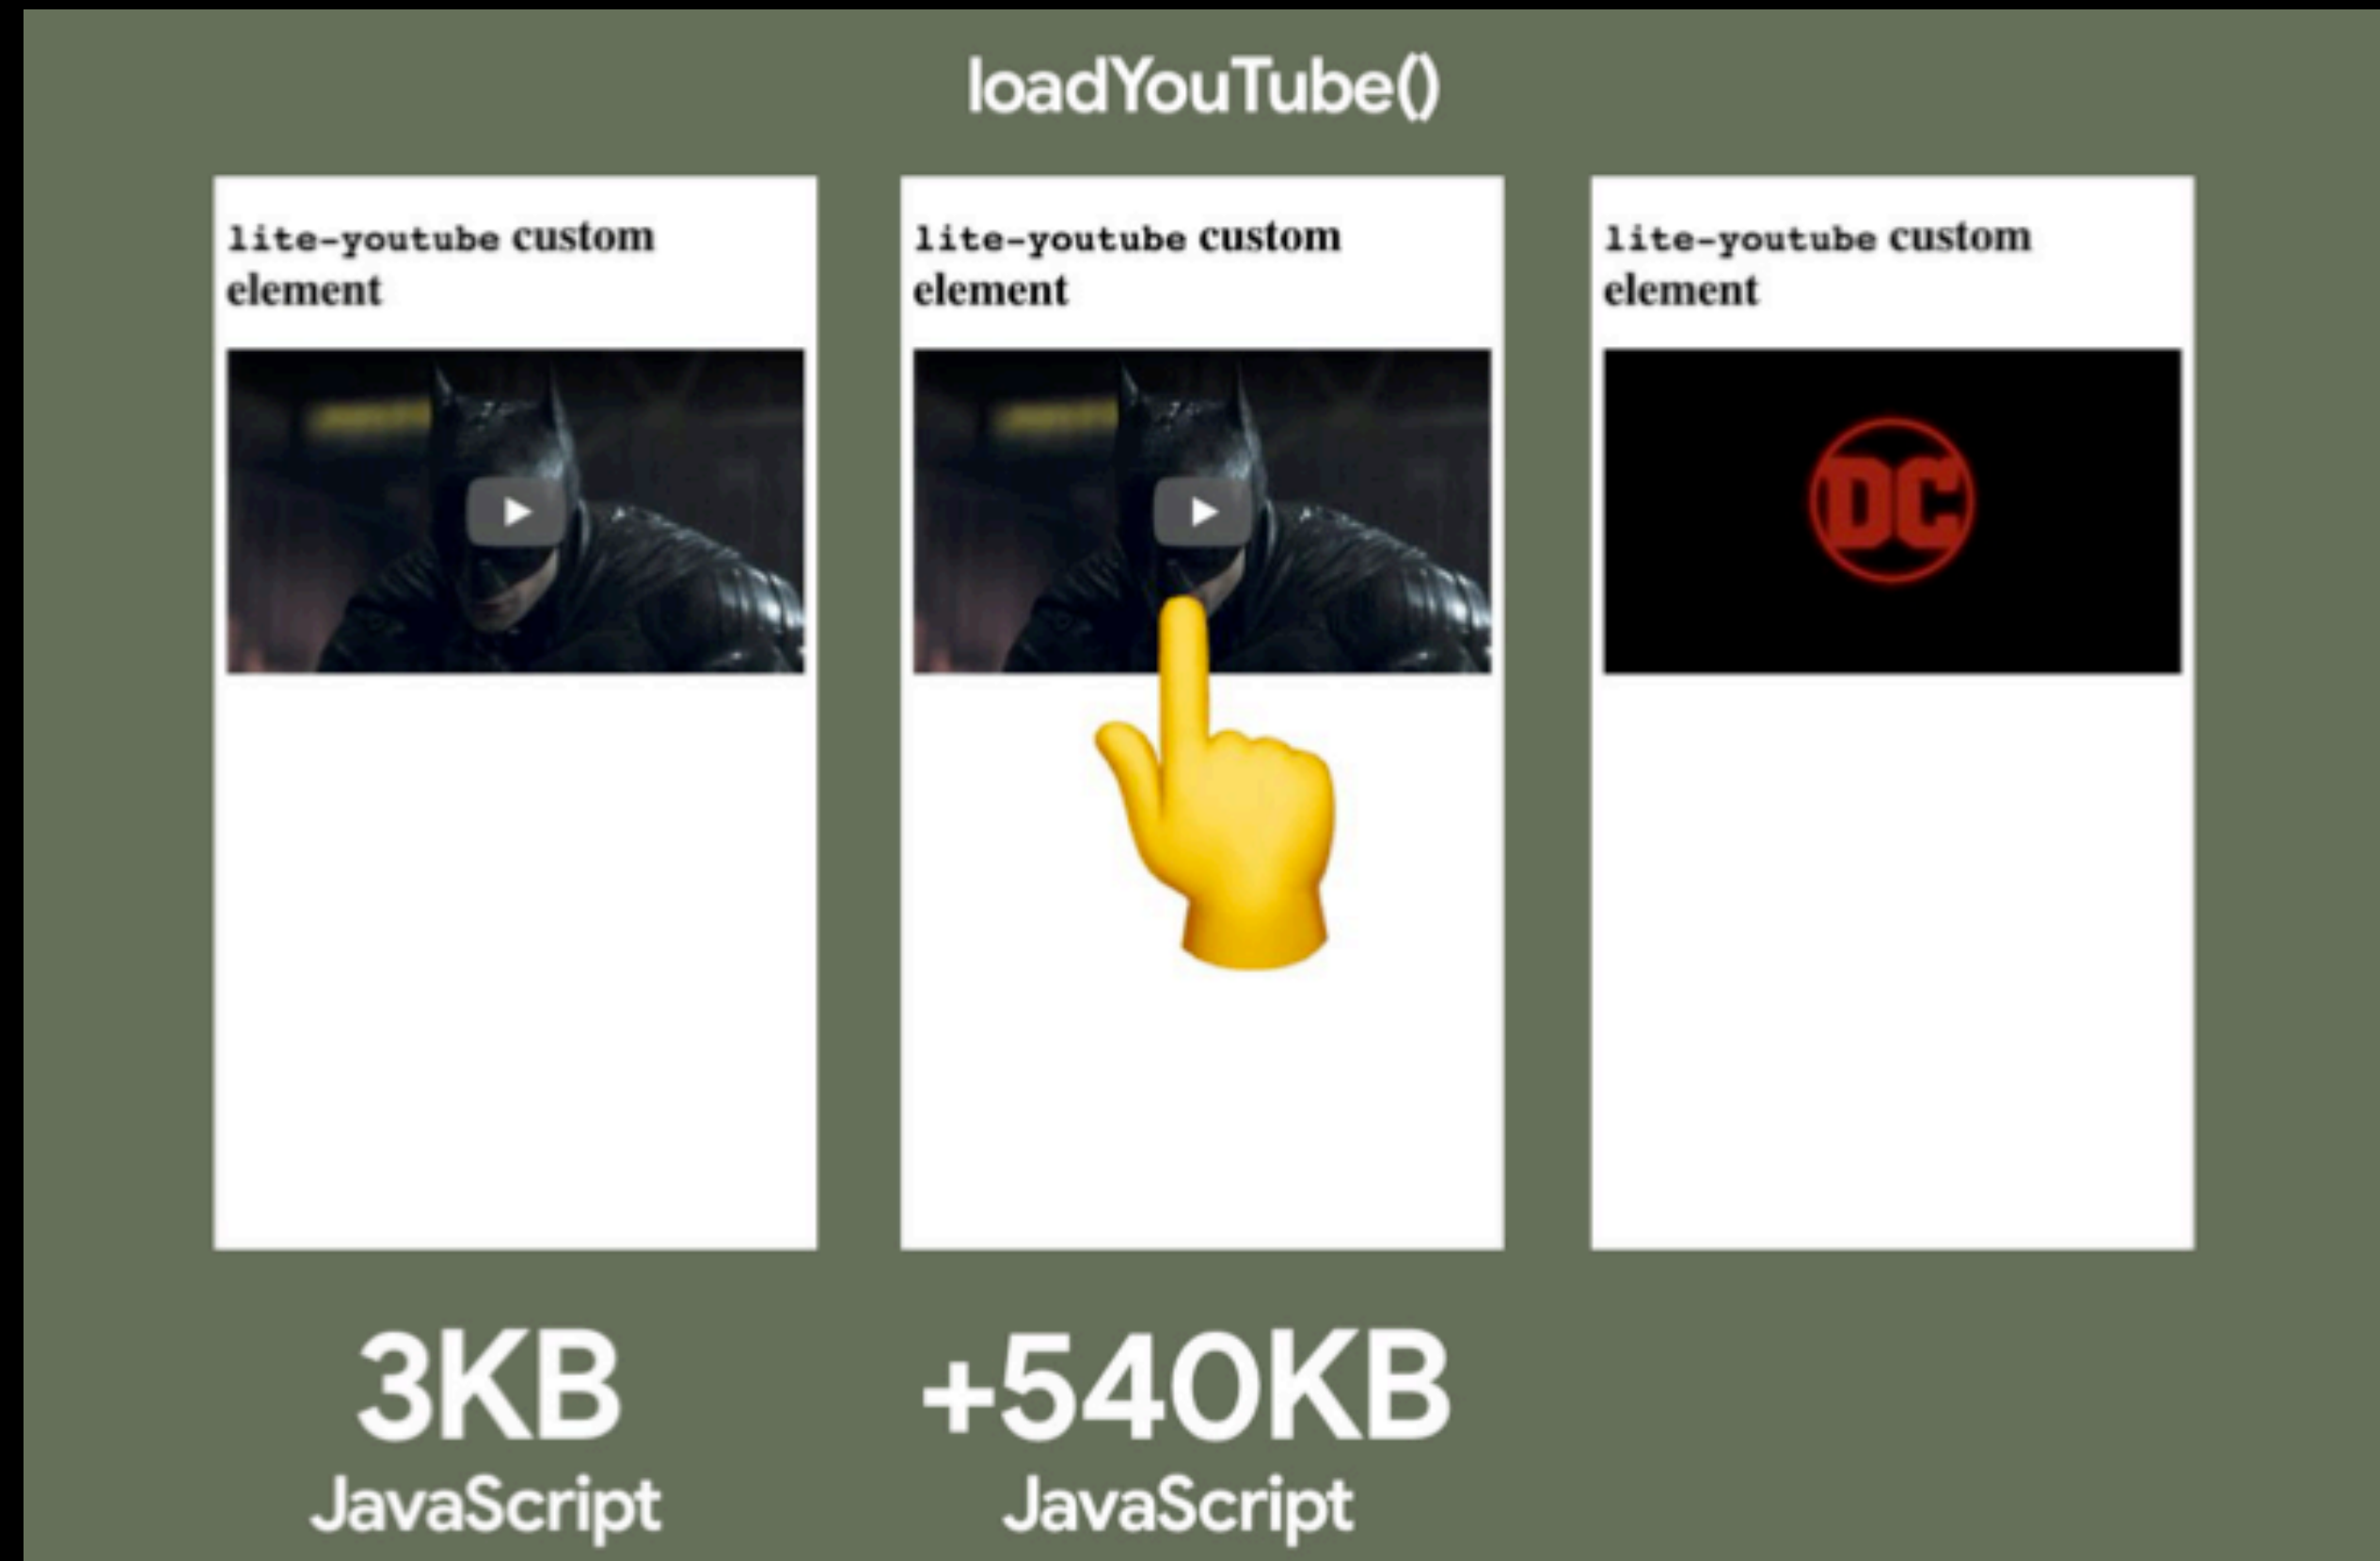 loadYouTube()
lite-youtube custom
element
lite-youtube custom
element
lite-youtube custom
element
DC
3KB
JavaScript
+540KB
JavaScript